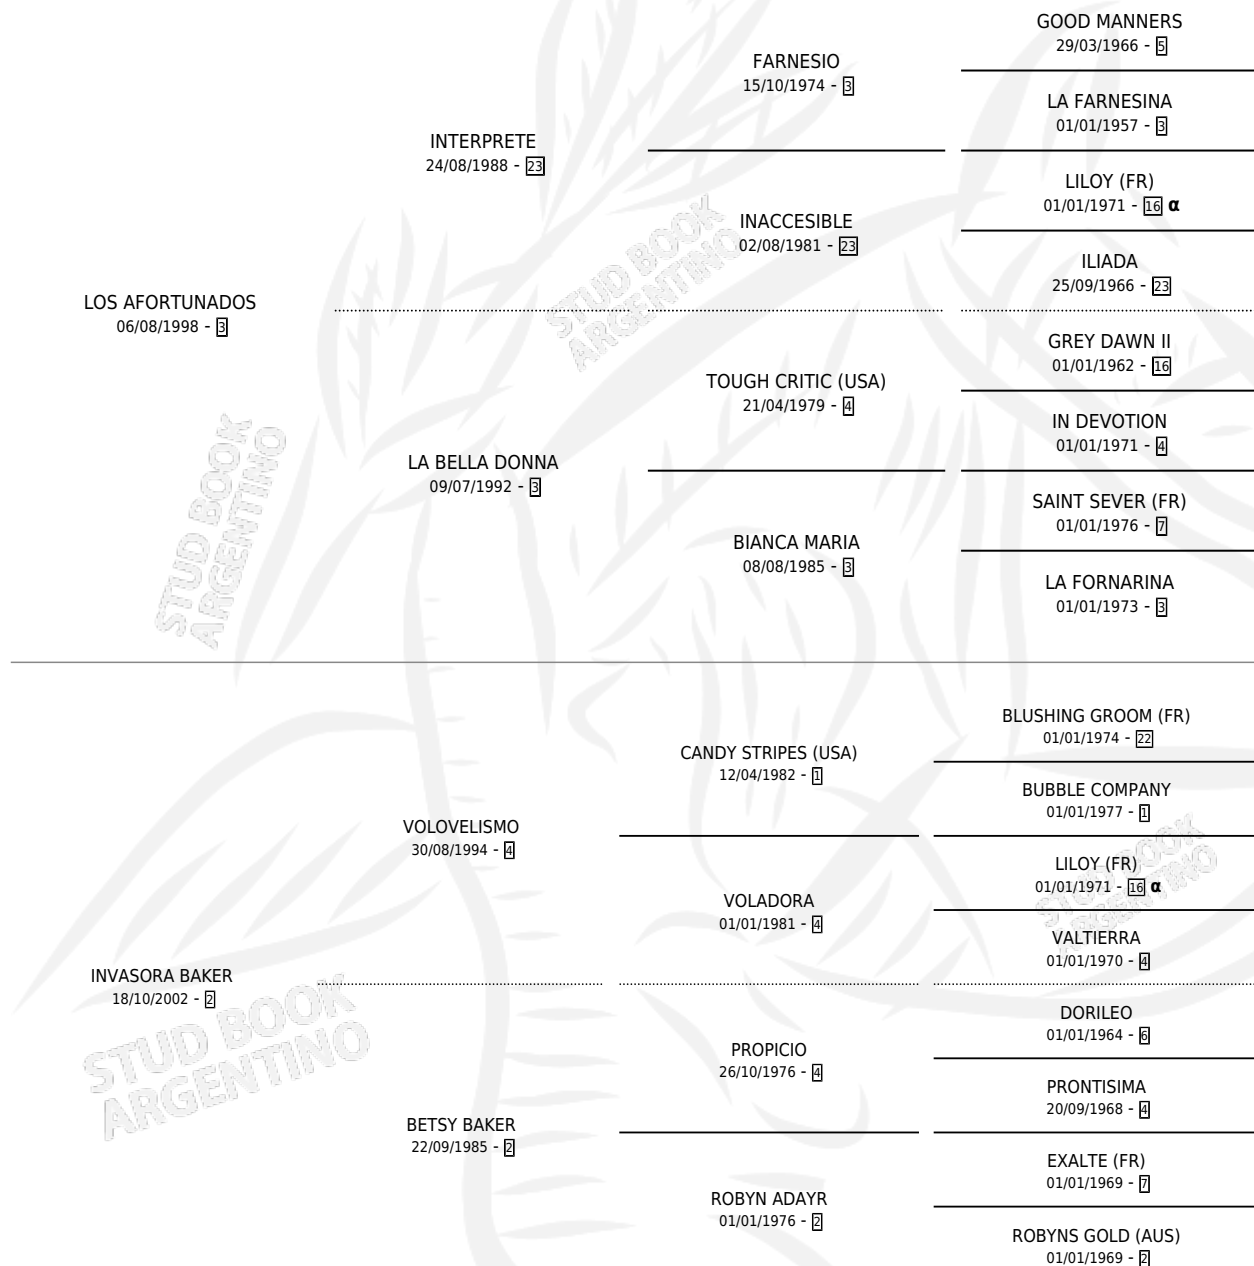 GOOD MANNERS
29/03/1966 - 5
FARNESIO
15/10/1974 - 3
LA FARNESINA
01/01/1957 - 3
INTERPRETE
24/08/1988 - 23
LILOY (FR)
01/01/1971 - 16 α
INACCESIBLE
02/08/1981 - 23
ILIADA
25/09/1966 - 23
LOS AFORTUNADOS
06/08/1998 - 3
GREY DAWN II
01/01/1962 - 16
TOUGH CRITIC (USA)
21/04/1979 - 4
IN DEVOTION
01/01/1971 - 4
LA BELLA DONNA
09/07/1992 - 3
SAINT SEVER (FR)
01/01/1976 - 7
BIANCA MARIA
08/08/1985 - 3
LA FORNARINA
01/01/1973 - 3
BLUSHING GROOM (FR)
01/01/1974 - 22
CANDY STRIPES (USA)
12/04/1982 - 1
BUBBLE COMPANY
01/01/1977 - 1
VOLOVELISMO
30/08/1994 - 4
LILOY (FR)
01/01/1971 - 16 α
VOLADORA
01/01/1981 - 4
VALTIERRA
01/01/1970 - 4
INVASORA BAKER
18/10/2002 - 2
DORILEO
01/01/1964 - 6
PROPICIO
26/10/1976 - 4
PRONTISIMA
20/09/1968 - 4
BETSY BAKER
22/09/1985 - 2
EXALTE (FR)
01/01/1969 - 7
ROBYN ADAYR
01/01/1976 - 2
ROBYNS GOLD (AUS)
01/01/1969 - 2
STUD BOOK
ARGENTINO
STUD BOOK
ARGENTINO
STUD BOOK
ARGENTINO
STUD BOOK
ARGENTINO